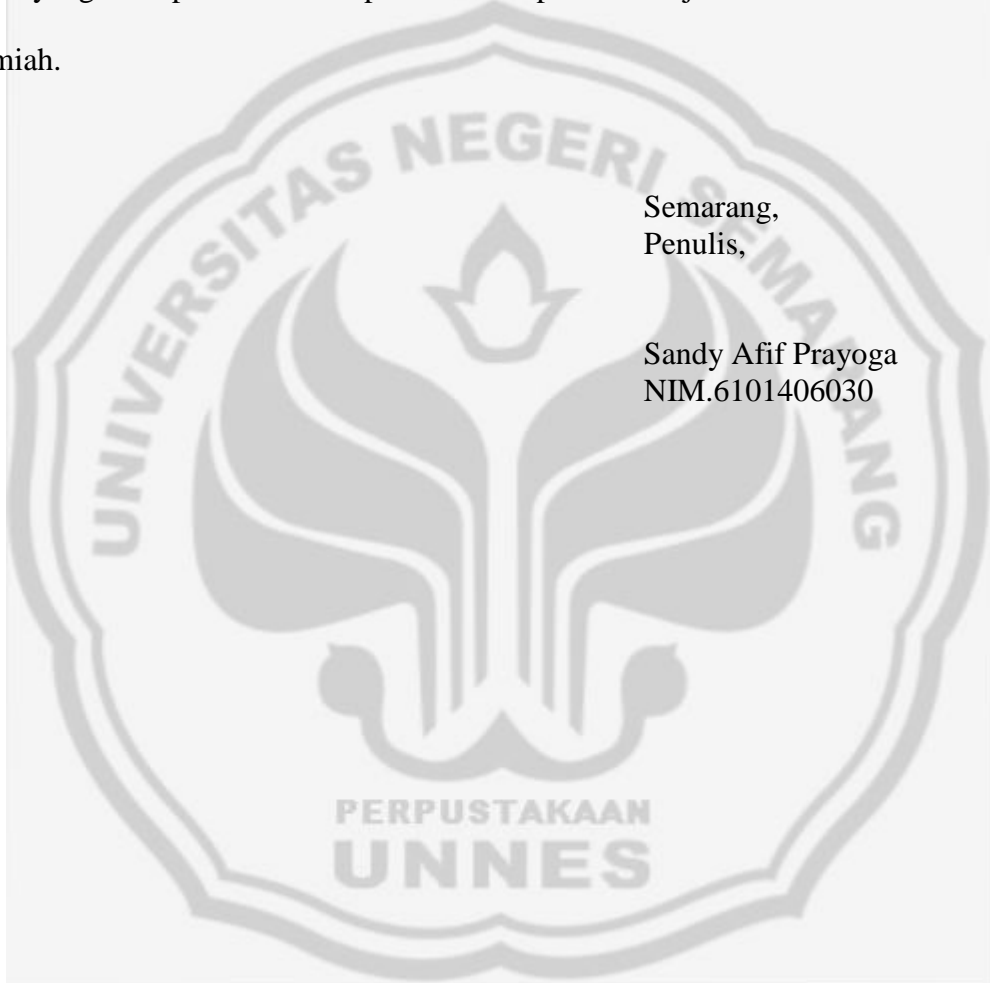 miah.
UNIVERSITAS NEGERI SEMARANG
Semarang,
Penulis,
Sandy Afif Prayoga
NIM.6101406030
PERPUSTAKAAN
UNNES